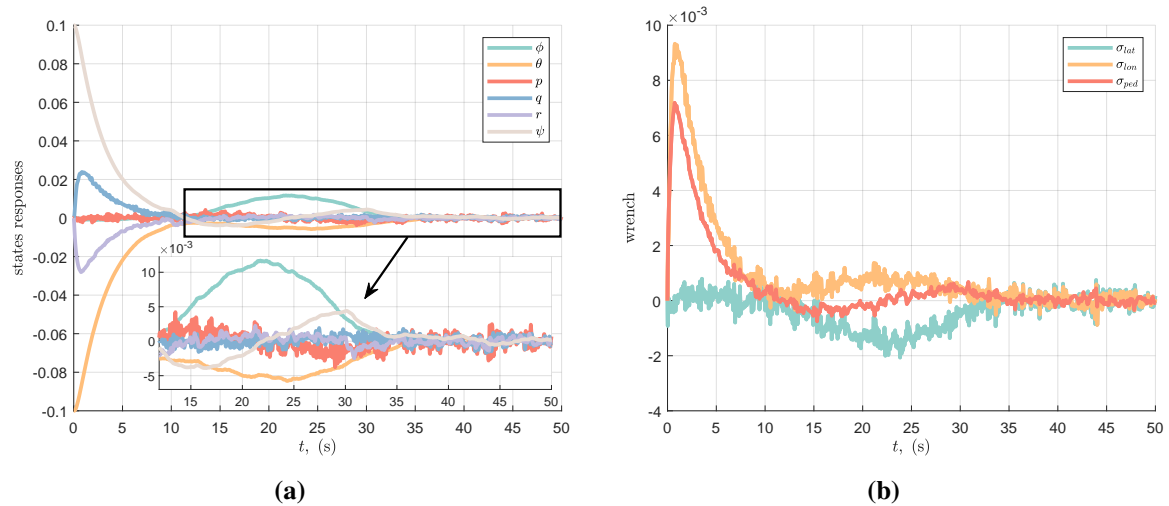 0.1
0.08
0.06
0.04
0.02
0
-0.02
-0.04
-0.06
-0.08
-0.1
states responses
0 5 10 15 20 25 30 35 40 45 50
t, (s)
ϕ
θ
p
q
r
ψ
×10⁻³
10
5
0
-5
15 20 25 30 35 40 45 50
(a)
×10⁻³
10
8
6
4
2
0
-2
-4
wrench
0 5 10 15 20 25 30 35 40 45 50
t, (s)
σ_lat
σ_lon
σ_ped
(b)